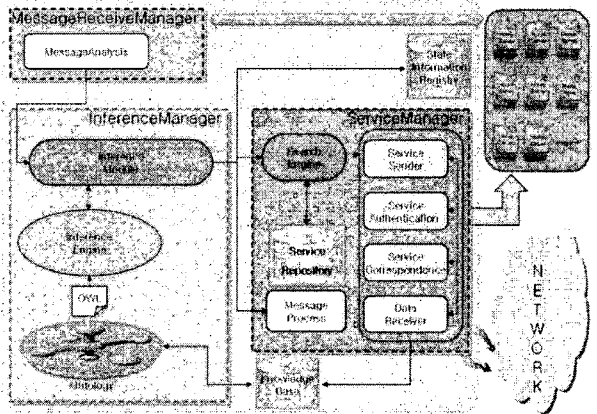 MessageReceiveManager
MessageAnalysis
State
Information
Registry
InferenceManager
ServiceManager
Search
Engine
Service
Sender
Inference
Engine
Service
Authentication
Service
Repository
Service
Correspondence
OWL
Message
Process
Data
Receiver
Ontology
Knowledge
Base
NETWORK